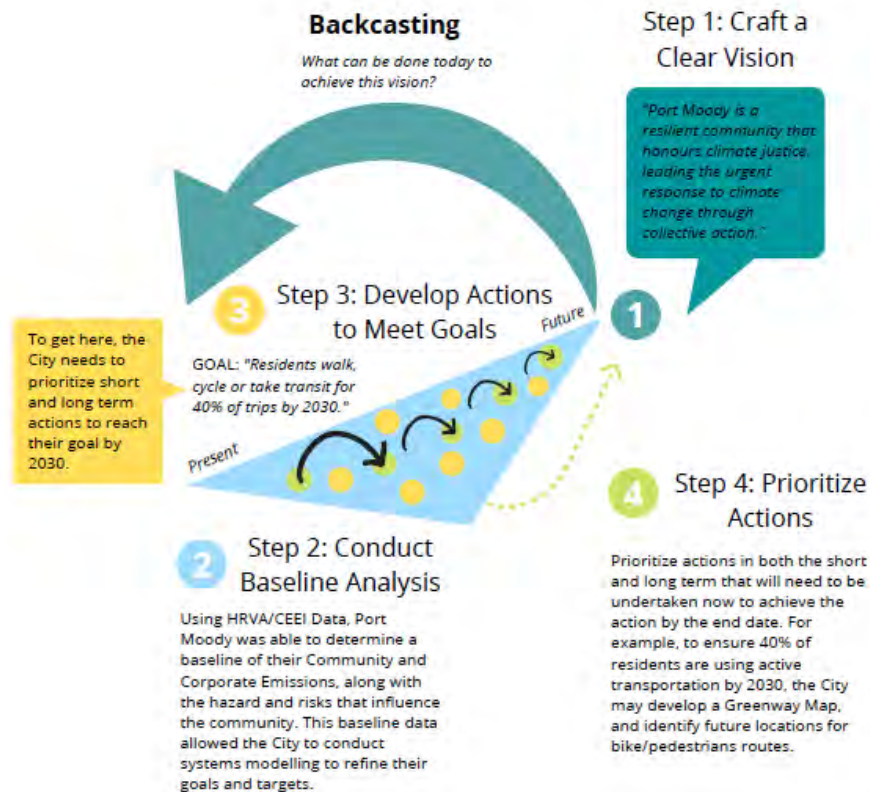 Backcasting
What can be done today to
achieve this vision?
Step 1: Craft a
Clear Vision
"Port Moody is a
resilient community that
honours climate justice,
leading the urgent
response to climate
change through
collective action."
1
3
Step 3: Develop Actions
to Meet Goals
GOAL: "Residents walk,
cycle or take transit for
40% of trips by 2030."
To get here, the
City needs to
prioritize short
and long term
actions to reach
their goal by
2030.
Present
Future
2
Step 2: Conduct
Baseline Analysis
Using HRVA/CEEI Data, Port
Moody was able to determine a
baseline of their Community and
Corporate Emissions, along with
the hazard and risks that influence
the community. This baseline data
allowed the City to conduct
systems modelling to refine their
goals and targets.
4
Step 4: Prioritize
Actions
Prioritize actions in both the short
and long term that will need to be
undertaken now to achieve the
action by the end date. For
example, to ensure 40% of
residents are using active
transportation by 2030, the City
may develop a Greenway Map,
and identify future locations for
bike/pedestrians routes.